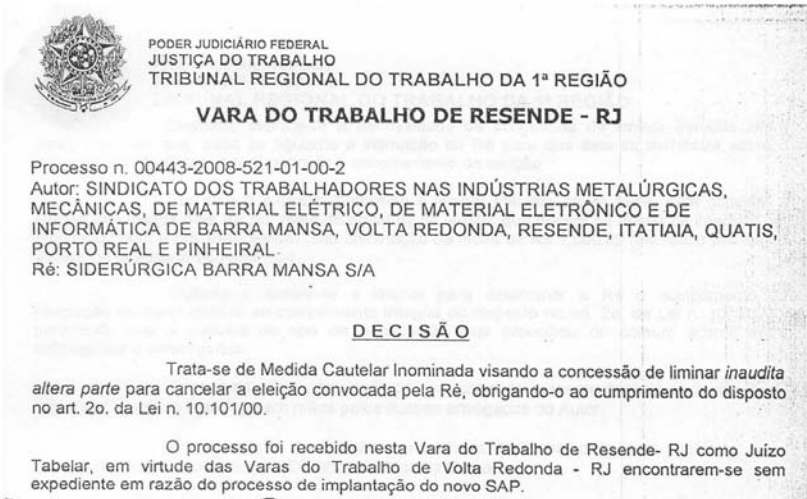 PODER JUDICIÁRIO FEDERAL
JUSTIÇA DO TRABALHO
TRIBUNAL REGIONAL DO TRABALHO DA 1ª REGIÃO
VARA DO TRABALHO DE RESENDE - RJ
Processo n. 00443-2008-521-01-00-2
Autor: SINDICATO DOS TRABALHADORES NAS INDÚSTRIAS METALÚRGICAS,
MECÂNICAS, DE MATERIAL ELÉTRICO, DE MATERIAL ELETRÔNICO E DE
INFORMÁTICA DE BARRA MANSA, VOLTA REDONDA, RESENDE, ITATIAIA, QUATIS,
PORTO REAL E PINHEIRAL.
Ré: SIDERÚRGICA BARRA MANSA S/A
D E C I S Ã O
Trata-se de Medida Cautelar Inominada visando a concessão de liminar inaudita
altera parte para cancelar a eleição convocada pela Ré, obrigando-o ao cumprimento do disposto
no art. 2o. da Lei n. 10.101/00.
O processo foi recebido nesta Vara do Trabalho de Resende- RJ como Juízo
Tabelar, em virtude das Varas do Trabalho de Volta Redonda - RJ encontrarem-se sem
expediente em razão do processo de implantação do novo SAP.